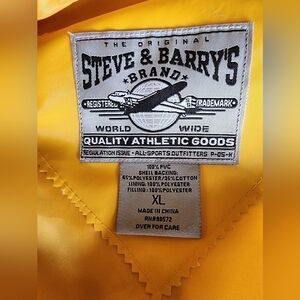 THE ORIGINAL
STEVE & BARRY'S
BRAND
REGISTERED TRADEMARK
WORLD WIDE
QUALITY ATHLETIC GOODS
REGULATION ISSUE - ALL-SPORTS OUTFITTERS P-OS-X
100% PVC
SHELL BACKING:
65%POLYESTER/35%COTTON
LINING: 100% POLYESTER
FILLING: 100% POLYESTER
XL
MADE IN CHINA
OVER FOR CARE